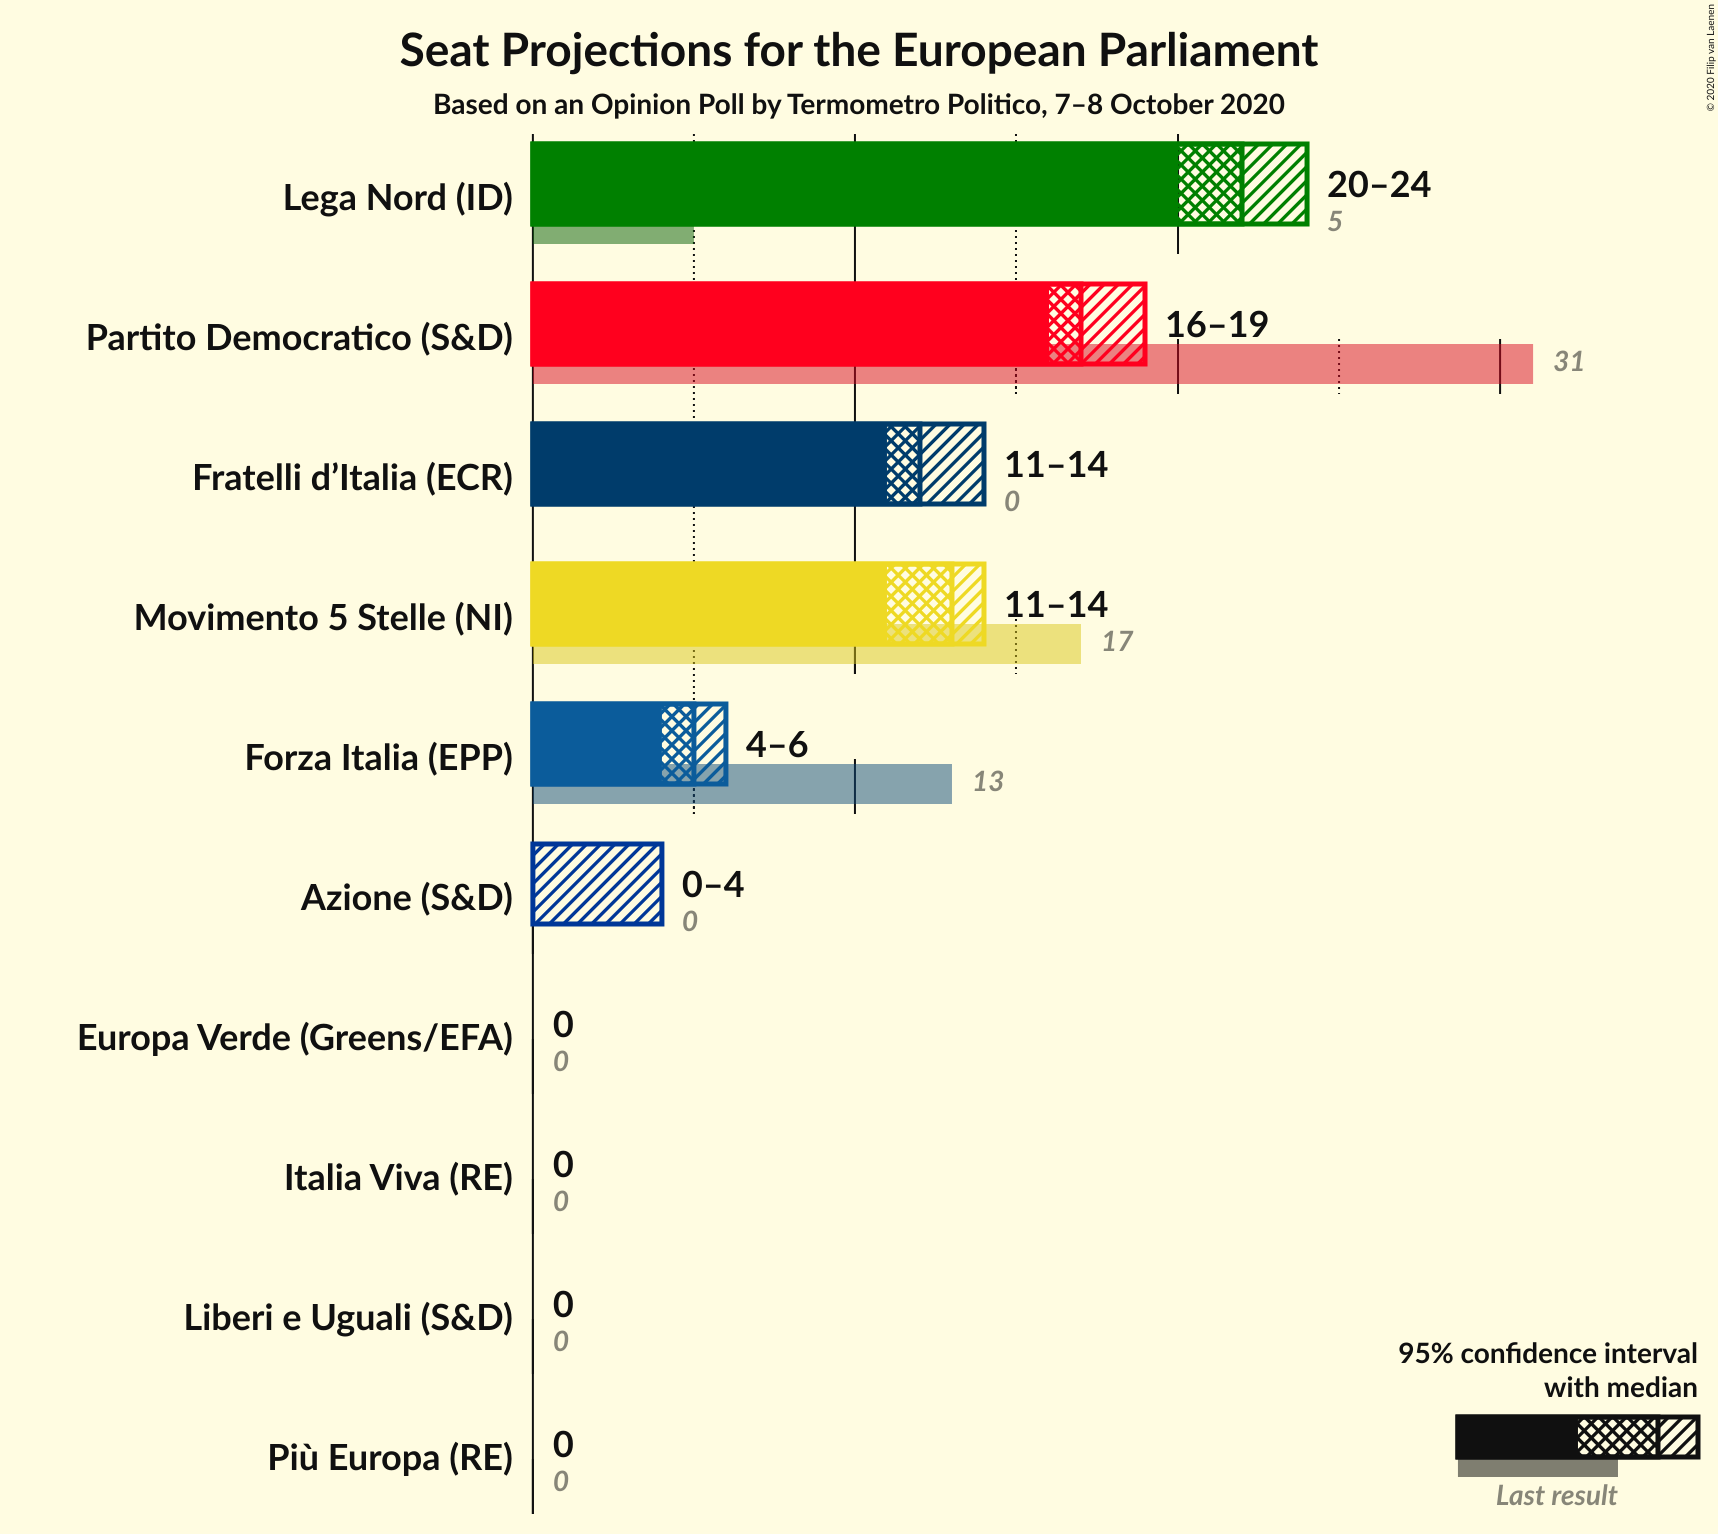 Seat Projections for the European Parliament
Based on an Opinion Poll by Termometro Politico, 7–8 October 2020
© 2020 Filip van Laenen
Lega Nord (ID)
20–24
5
Partito Democratico (S&D)
16–19
31
Fratelli d’Italia (ECR)
11–14
0
Movimento 5 Stelle (NI)
11–14
17
Forza Italia (EPP)
4–6
13
Azione (S&D)
0–4
0
Europa Verde (Greens/EFA)
0
0
Italia Viva (RE)
0
0
Liberi e Uguali (S&D)
0
0
Più Europa (RE)
0
0
95% confidence interval
with median
Last result